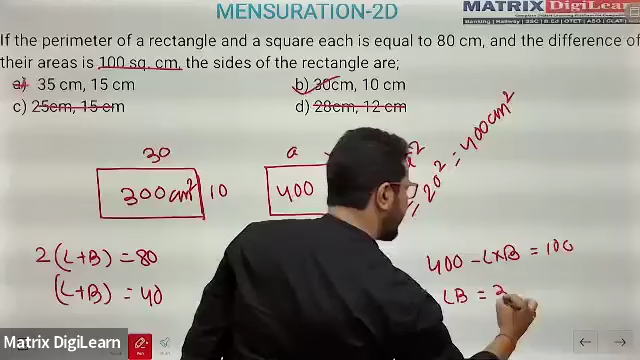 MENSURATION-2D
MATRIX DigiLearn
Banking | Railway | SSC | B.Ed | OTET | ASO | OLAT |
If the perimeter of a rectangle and a square each is equal to 80 cm, and the difference of
their areas is 100 sq. cm, the sides of the rectangle are;
a) 35 cm, 15 cm
b) 30cm, 10 cm
c) 25cm, 15 cm
d) 28cm, 12 cm
30
a
300cm²
10
400
= 20² = 400cm²
2(L+B) = 80
(L+B) = 40
400 - L×B = 100
LB = 3
Matrix DigiLearn